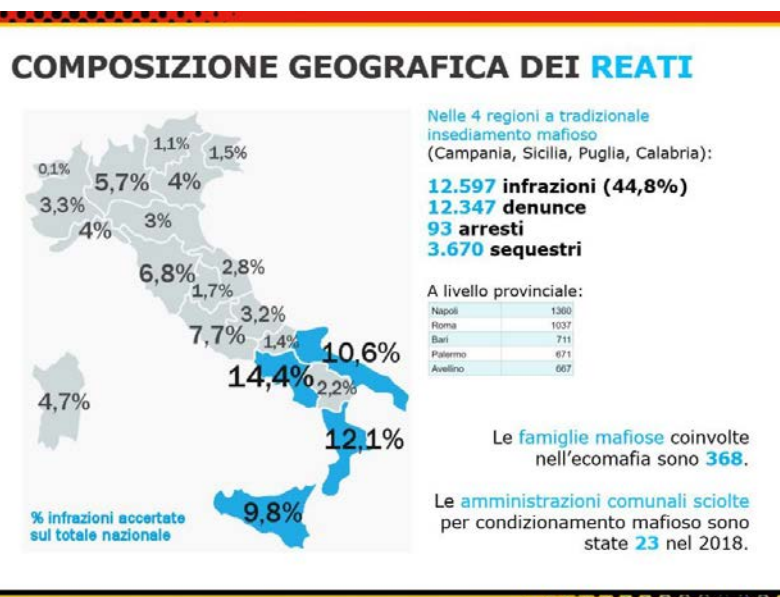 COMPOSIZIONE GEOGRAFICA DEI REATI
Nelle 4 regioni a tradizionale
insediamento mafioso
(Campania, Sicilia, Puglia, Calabria):
12.597 infrazioni (44,8%)
12.347 denunce
93 arresti
3.670 sequestri
A livello provinciale:
Napoli 1360
Roma 1037
Bari 711
Palermo 671
Avellino 667
Le famiglie mafiose coinvolte
nell'ecomafia sono 368.
Le amministrazioni comunali sciolte
per condizionamento mafioso sono
state 23 nel 2018.
1,1%
1,5%
0,1%
5,7%
4%
3,3%
4%
3%
6,8%
2,8%
1,7%
3,2%
7,7%
1,4%
10,6%
14,4%
2,2%
4,7%
12,1%
9,8%
% infrazioni accertate
sul totale nazionale